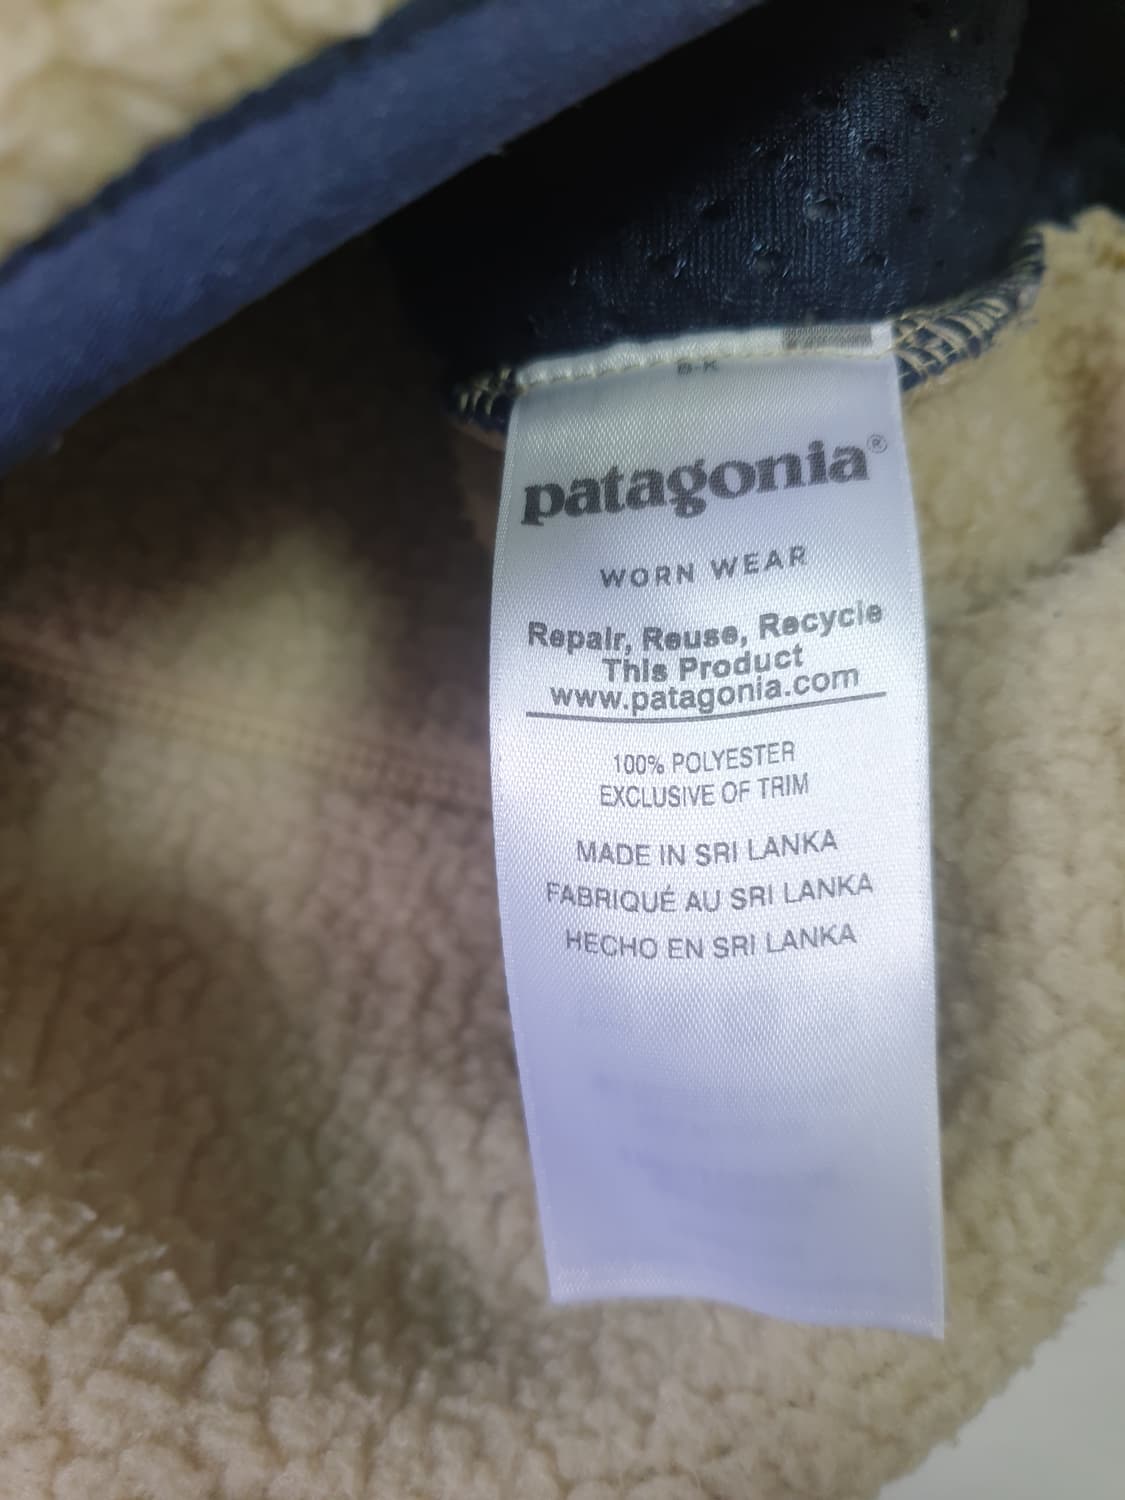 patagonia®
WORN WEAR
Repair, Reuse, Recycle
This Product
www.patagonia.com
100% POLYESTER
EXCLUSIVE OF TRIM
MADE IN SRI LANKA
FABRIQUÉ AU SRI LANKA
HECHO EN SRI LANKA